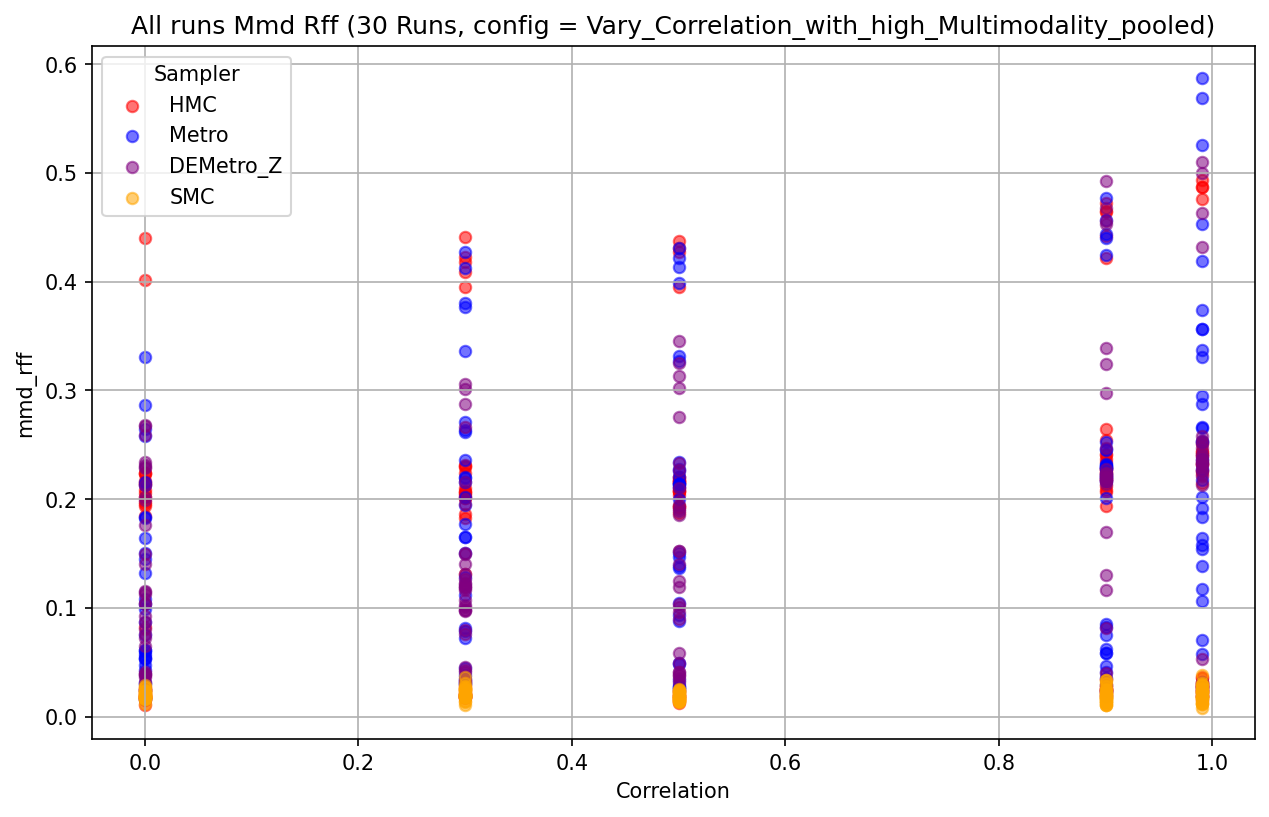 All runs Mmd Rff (30 Runs, config = Vary_Correlation_with_high_Multimodality_pooled)
Sampler
HMC
Metro
DEMetro_Z
SMC
mmd_rff
0.6
0.5
0.4
0.3
0.2
0.1
0.0
0.0 0.2 0.4 0.6 0.8 1.0
Correlation